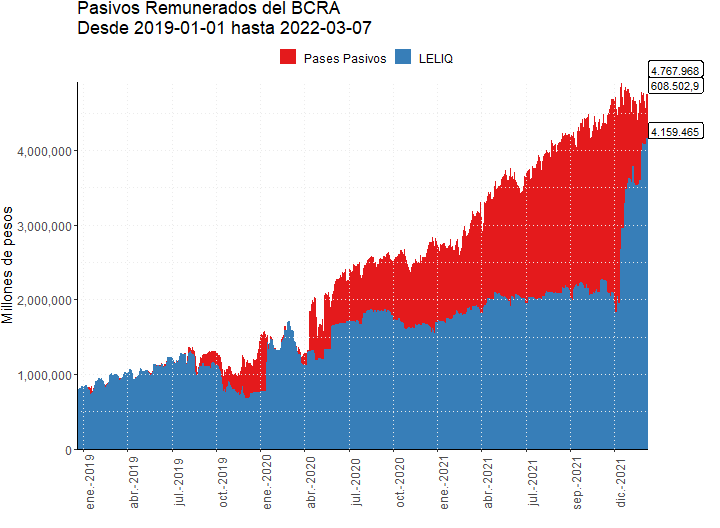 Pasivos Remunerados del BCRA
Desde 2019-01-01 hasta 2022-03-07
Pases Pasivos
LELIQ
4.767.968
608.502,9
4.159.465
Millones de pesos
4,000,000
3,000,000
2,000,000
1,000,000
0
ene.-2019
abr.-2019
jul.-2019
oct.-2019
ene.-2020
abr.-2020
jul.-2020
oct.-2020
ene.-2021
abr.-2021
jul.-2021
sep.-2021
dic.-2021